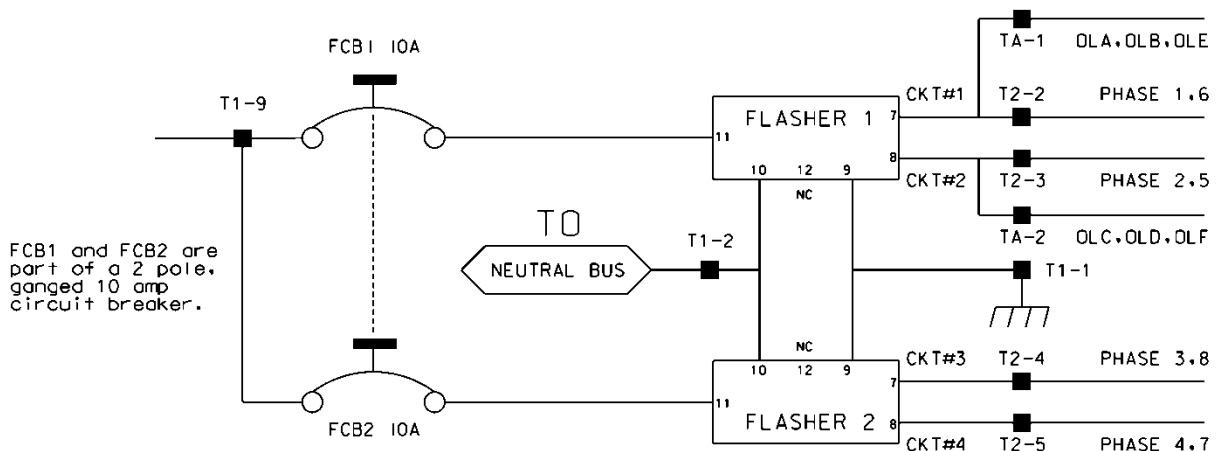 TA-1 OLA,OLB,OLE
FCB1 10A
T1-9
CKT#1 T2-2 PHASE 1,6
FLASHER 1
7
11
8
10 12 9
NC
CKT#2 T2-3 PHASE 2,5
TA-2 OLC,OLD,OLF
TO
NEUTRAL BUS
T1-2
T1-1
FCB1 and FCB2 are
part of a 2 pole,
ganged 10 amp
circuit breaker.
NC
10 12 9
CKT#3 T2-4 PHASE 3,8
7
11
FLASHER 2
8
FCB2 10A
CKT#4 T2-5 PHASE 4,7